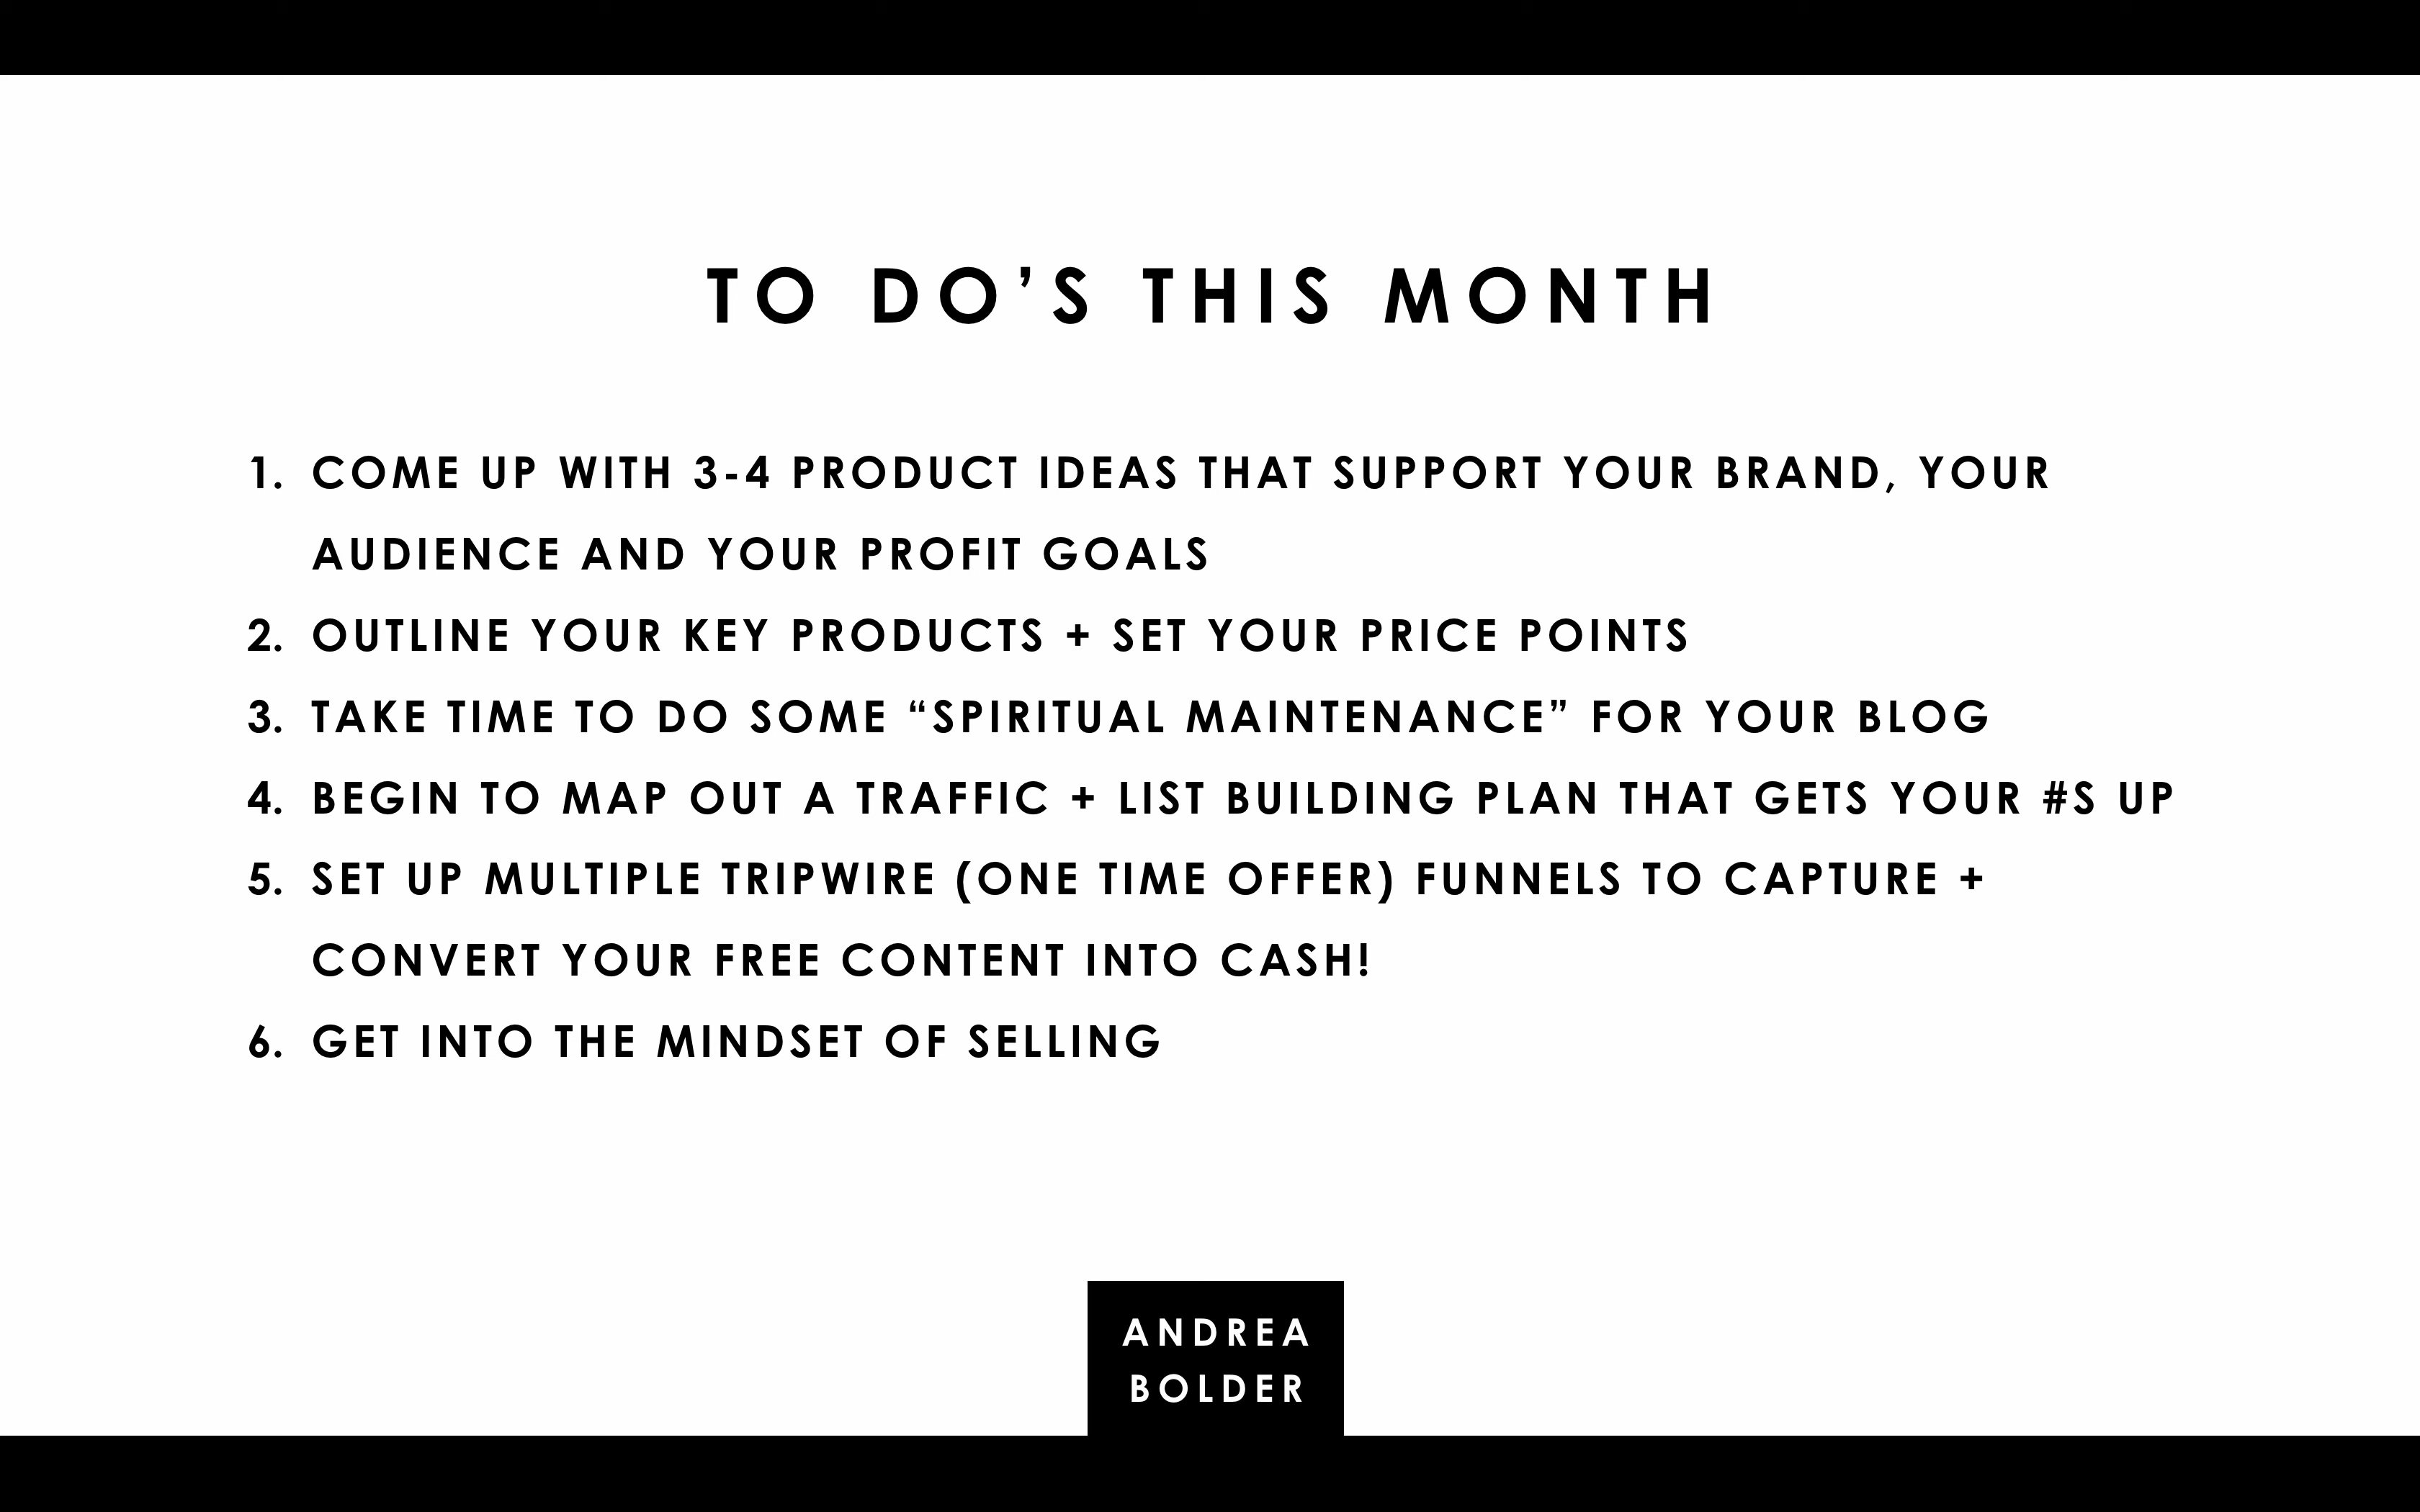 TO DO’S THIS MONTH
1. COME UP WITH 3-4 PRODUCT IDEAS THAT SUPPORT YOUR BRAND, YOUR
AUDIENCE AND YOUR PROFIT GOALS
2. OUTLINE YOUR KEY PRODUCTS + SET YOUR PRICE POINTS
3. TAKE TIME TO DO SOME “SPIRITUAL MAINTENANCE” FOR YOUR BLOG
4. BEGIN TO MAP OUT A TRAFFIC + LIST BUILDING PLAN THAT GETS YOUR #S UP
5. SET UP MULTIPLE TRIPWIRE (ONE TIME OFFER) FUNNELS TO CAPTURE +
CONVERT YOUR FREE CONTENT INTO CASH!
6. GET INTO THE MINDSET OF SELLING
ANDREA
BOLDER